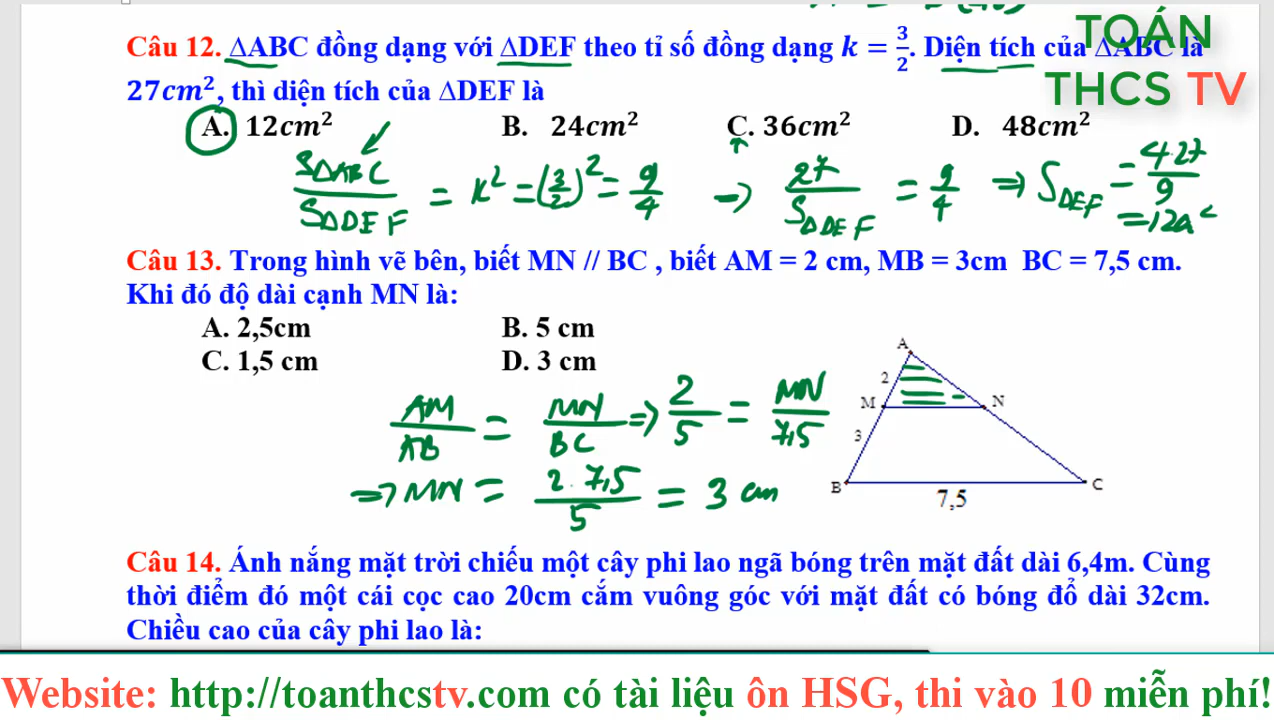 TOÁN
THCS TV
Câu 12. ∆ABC đồng dạng với ∆DEF theo tỉ số đồng dạng k = 3/2. Diện tích của ∆ABC là
27cm², thì diện tích của ∆DEF là
A. 12cm² B. 24cm² C. 36cm² D. 48cm²
S∆ABC/S∆DEF = k² = (3/2)² = 9/4 => 27/S∆DEF = 9/4 => SDEF = 4.27/9
Câu 13. Trong hình vẽ bên, biết MN // BC , biết AM = 2 cm, MB = 3cm BC = 7,5 cm.
Khi đó độ dài cạnh MN là:
A. 2,5cm B. 5 cm
C. 1,5 cm D. 3 cm
A
2
M N
3
B C
7,5
AM/AB = MN/BC => 2/5 = MN/7,5
=> MN = 2.7,5/5 = 3 cm
Câu 14. Ánh nắng mặt trời chiếu một cây phi lao ngã bóng trên mặt đất dài 6,4m. Cùng
thời điểm đó một cái cọc cao 20cm cắm vuông góc với mặt đất có bóng đổ dài 32cm.
Chiều cao của cây phi lao là:
Website: http://toanthcstv.com có tài liệu ôn HSG, thi vào 10 miễn phí!